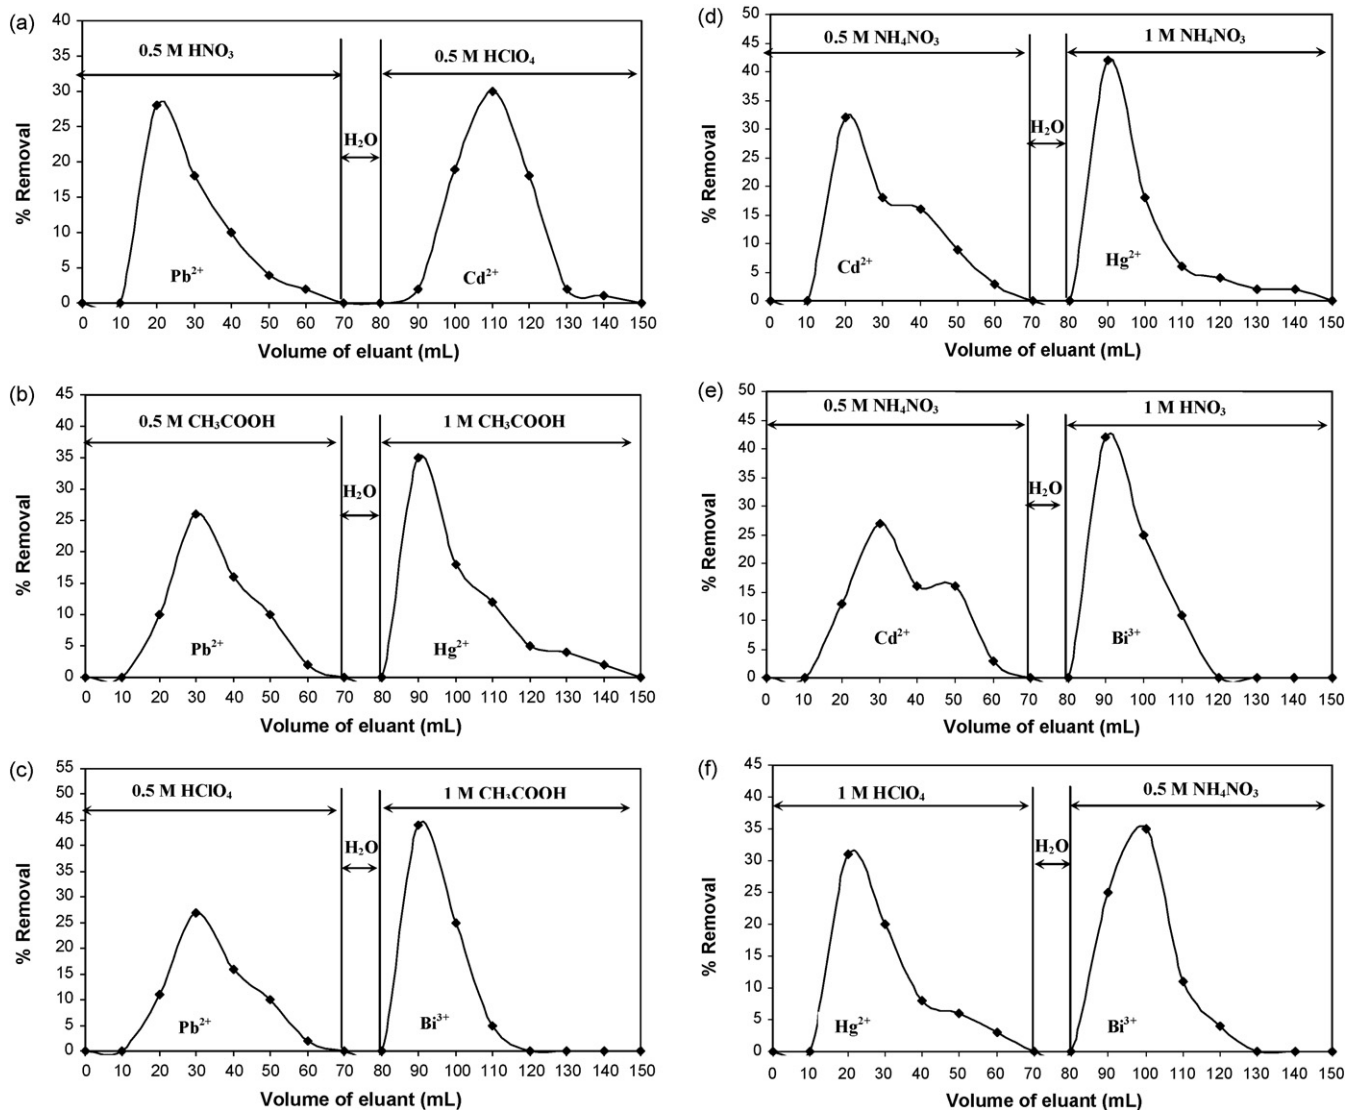 (a)
40
35
30
25
20
15
10
5
0
% Removal
0.5 M HNO₃
H₂O
0.5 M HClO₄
Pb²⁺
Cd²⁺
0 10 20 30 40 50 60 70 80 90 100 110 120 130 140 150
Volume of eluant (mL)
(b)
45
40
35
30
25
20
15
10
5
0
% Removal
0.5 M CH₃COOH
H₂O
1 M CH₃COOH
Pb²⁺
Hg²⁺
0 10 20 30 40 50 60 70 80 90 100 110 120 130 140 150
Volume of eluant (mL)
(c)
55
50
45
40
35
30
25
20
15
10
5
0
% Removal
0.5 M HClO₄
H₂O
1 M CH₃COOH
Pb²⁺
Bi³⁺
0 10 20 30 40 50 60 70 80 90 100 110 120 130 140 150
Volume of eluant (mL)
(d)
50
45
40
35
30
25
20
15
10
5
0
% Removal
0.5 M NH₄NO₃
H₂O
1 M NH₄NO₃
Cd²⁺
Hg²⁺
0 10 20 30 40 50 60 70 80 90 100 110 120 130 140 150
Volume of eluant (mL)
(e)
50
45
40
35
30
25
20
15
10
5
0
% Removal
0.5 M NH₄NO₃
H₂O
1 M HNO₃
Cd²⁺
Bi³⁺
0 10 20 30 40 50 60 70 80 90 100 110 120 130 140 150
Volume of eluant (mL)
(f)
45
40
35
30
25
20
15
10
5
0
% Removal
1 M HClO₄
H₂O
0.5 M NH₄NO₃
Hg²⁺
Bi³⁺
0 10 20 30 40 50 60 70 80 90 100 110 120 130 140 150
Volume of eluant (mL)